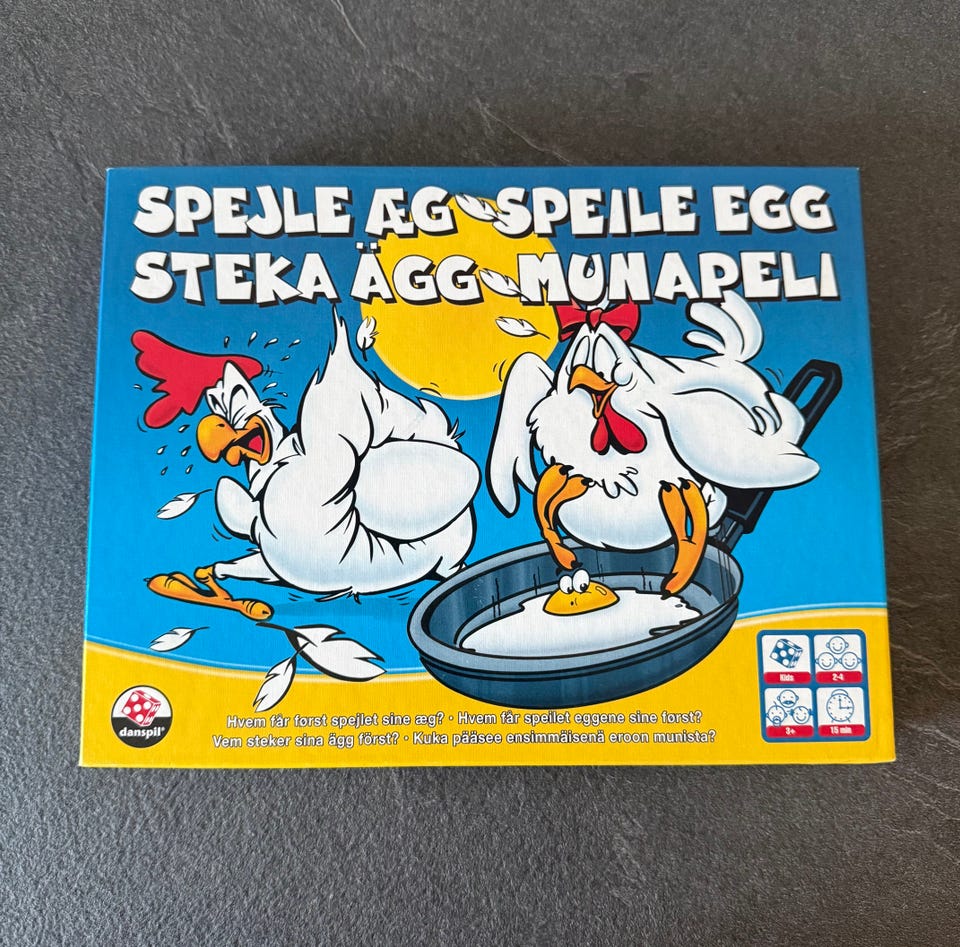 SPEJLE ÆG SPEILE EGG
STEKA ÄGG MUNAPELI
Hvem får først spejlet sine æg? · Hvem får speilet eggene sine først?
Vem steker sina ägg först? · Kuka pääsee ensimmäisenä eroon munista?
danspil®
Kids
2-4
3+
15 min